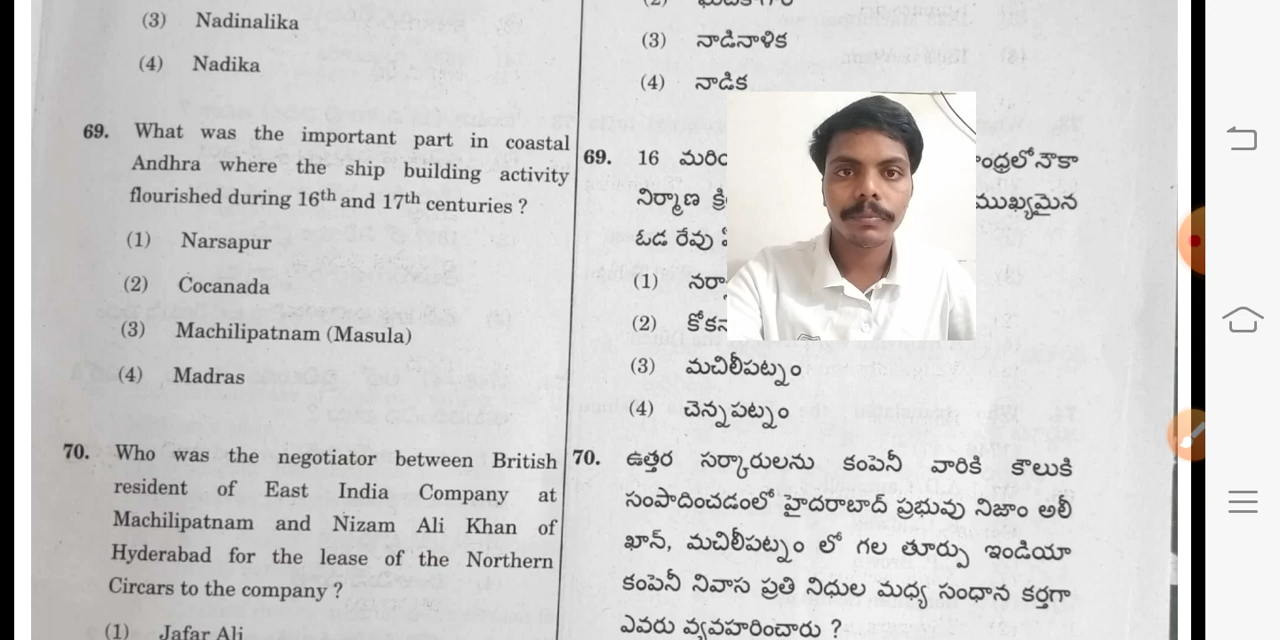 (3) Nadinalika
(4) Nadika
69. What was the important part in coastal
Andhra where the ship building activity
flourished during 16th and 17th centuries ?
(1) Narsapur
(2) Cocanada
(3) Machilipatnam (Masula)
(4) Madras
70. Who was the negotiator between British
resident of East India Company at
Machilipatnam and Nizam Ali Khan of
Hyderabad for the lease of the Northern
Circars to the company ?
(1) Jafar Ali
(3) నాడినాళిక
(4) నాడిక
69. 16
నిర్మాణ ముఖ్యమైన
ఓడ రేవు
(1)
(2)
(3) మచిలీపట్నం
(4) చెన్నపట్నం
70. ఉత్తర సర్కారులను కంపెనీ వారికి కౌలుకి
సంపాదించడంలో హైదరాబాద్ ప్రభువు నిజాం అలీ
ఖాన్, మచిలీపట్నం లో గల తూర్పు ఇండియా
కంపెనీ నివాస ప్రతి నిధుల మధ్య సంధాన కర్తగా
ఎవరు వ్యవహరించారు ?